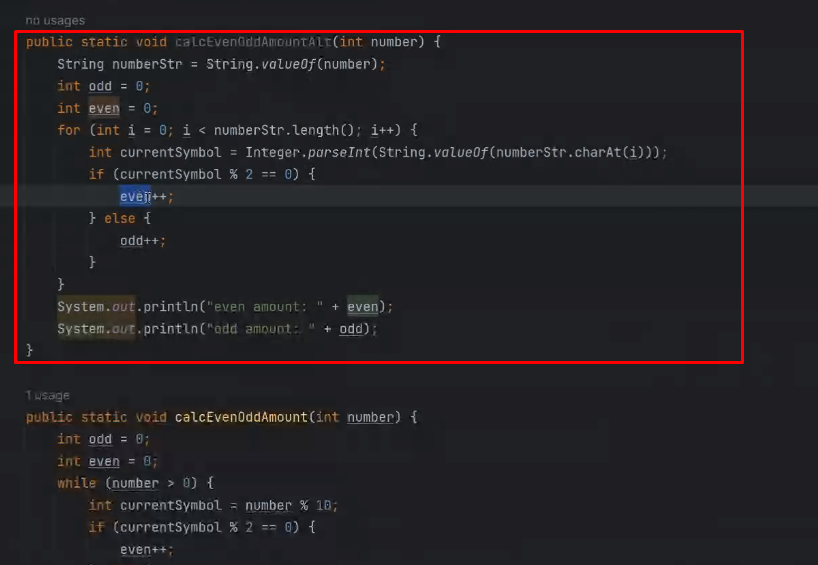 no usages
public static void calcEvenOddAmountAlt(int number) {
String numberStr = String.valueOf(number);
int odd = 0;
int even = 0;
for (int i = 0; i < numberStr.length(); i++) {
int currentSymbol = Integer.parseInt(String.valueOf(numberStr.charAt(i)));
if (currentSymbol % 2 == 0) {
even++;
} else {
odd++;
}
}
System.out.println("even amount: " + even);
System.out.println("odd amount: " + odd);
}
1 usage
public static void calcEvenOddAmount(int number) {
int odd = 0;
int even = 0;
while (number > 0) {
int currentSymbol = number % 10;
if (currentSymbol % 2 == 0) {
even++;